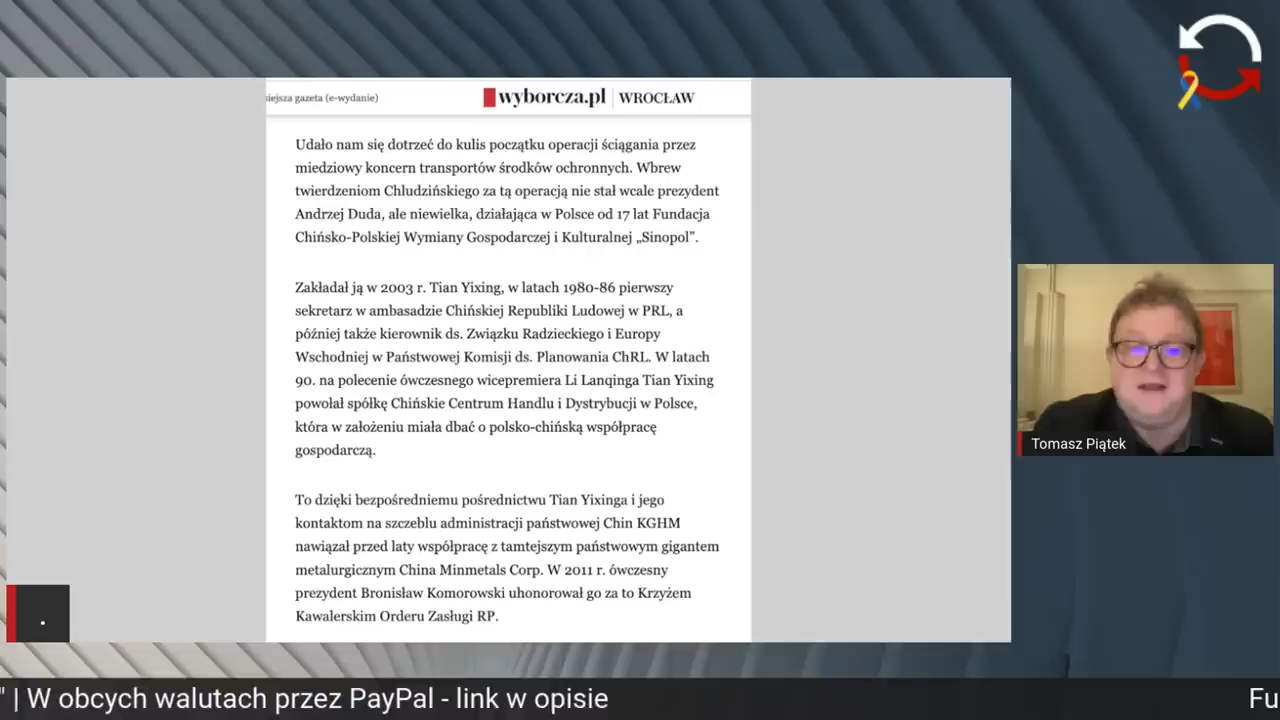 siejsza gazeta (e-wydanie)
wyborcza.pl | WROCŁAW
Udało nam się dotrzeć do kulis początku operacji ściągania przez
miedziowy koncern transportów środków ochronnych. Wbrew
twierdzeniom Chludzińskiego za tą operacją nie stał wcale prezydent
Andrzej Duda, ale niewielka, działająca w Polsce od 17 lat Fundacja
Chińsko-Polskiej Wymiany Gospodarczej i Kulturalnej „Sinopol”.
Zakładał ją w 2003 r. Tian Yixing, w latach 1980-86 pierwszy
sekretarz w ambasadzie Chińskiej Republiki Ludowej w PRL, a
później także kierownik ds. Związku Radzieckiego i Europy
Wschodniej w Państwowej Komisji ds. Planowania ChRL. W latach
90. na polecenie ówczesnego wicepremiera Li Lanqinga Tian Yixing
powołał spółkę Chińskie Centrum Handlu i Dystrybucji w Polsce,
która w założeniu miała dbać o polsko-chińską współpracę
gospodarczą.
To dzięki bezpośredniemu pośrednictwu Tian Yixinga i jego
kontaktom na szczeblu administracji państwowej Chin KGHM
nawiązał przed laty współpracę z tamtejszym państwowym gigantem
metalurgicznym China Minmetals Corp. W 2011 r. ówczesny
prezydent Bronisław Komorowski uhonorował go za to Krzyżem
Kawalerskim Orderu Zasługi RP.
Tomasz Piątek
.
" | W obcych walutach przez PayPal - link w opisie
Fu